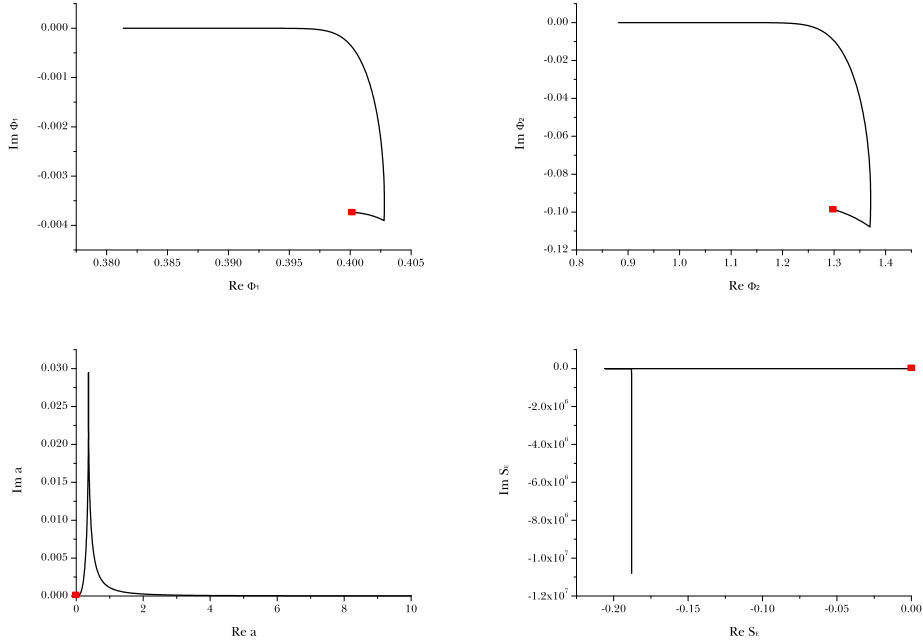 0.000
-0.001
-0.002
-0.003
-0.004
Im Φ₁
0.380 0.385 0.390 0.395 0.400 0.405
Re Φ₁
0.00
-0.02
-0.04
-0.06
-0.08
-0.10
-0.12
Im Φ₂
0.8 0.9 1.0 1.1 1.2 1.3 1.4
Re Φ₂
0.030
0.025
0.020
0.015
0.010
0.005
0.000
Im a
0 2 4 6 8 10
Re a
0.0
-2.0x10⁶
-4.0x10⁶
-6.0x10⁶
-8.0x10⁶
-1.0x10⁷
-1.2x10⁷
Im S_E
-0.20 -0.15 -0.10 -0.05 0.00
Re S_E